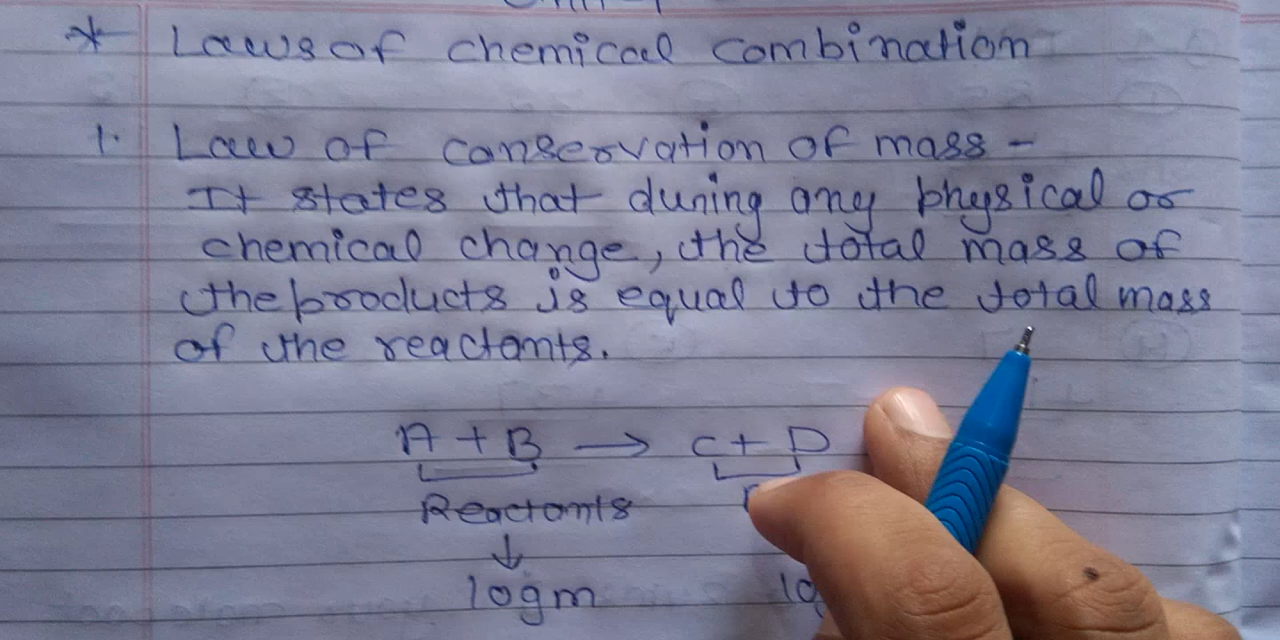 * Laws of chemical combination
1. Law of conservation of mass -
It states that during any physical or
chemical change, the total mass of
the products is equal to the total mass
of the reactants.
A + B → C + D
Reactants
↓
10gm